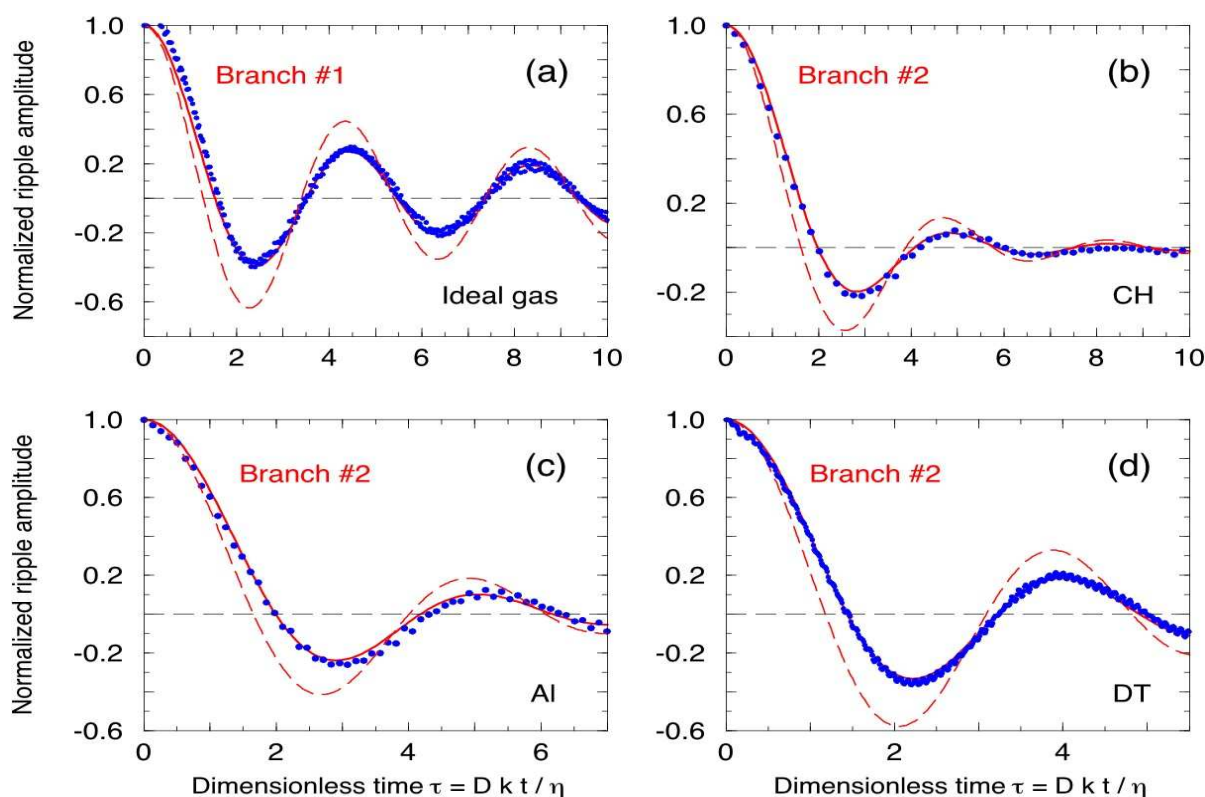 Normalized ripple amplitude
1.0
0.6
0.2
-0.2
-0.6
Branch #1
(a)
Ideal gas
0 2 4 6 8 10
1.0
0.6
0.2
-0.2
Branch #2
(b)
CH
0 2 4 6 8 10
Normalized ripple amplitude
1.0
0.6
0.2
-0.2
-0.6
Branch #2
(c)
Al
0 2 4 6
Dimensionless time τ = D k t / η
1.0
0.6
0.2
-0.2
-0.6
Branch #2
(d)
DT
0 2 4
Dimensionless time τ = D k t / η